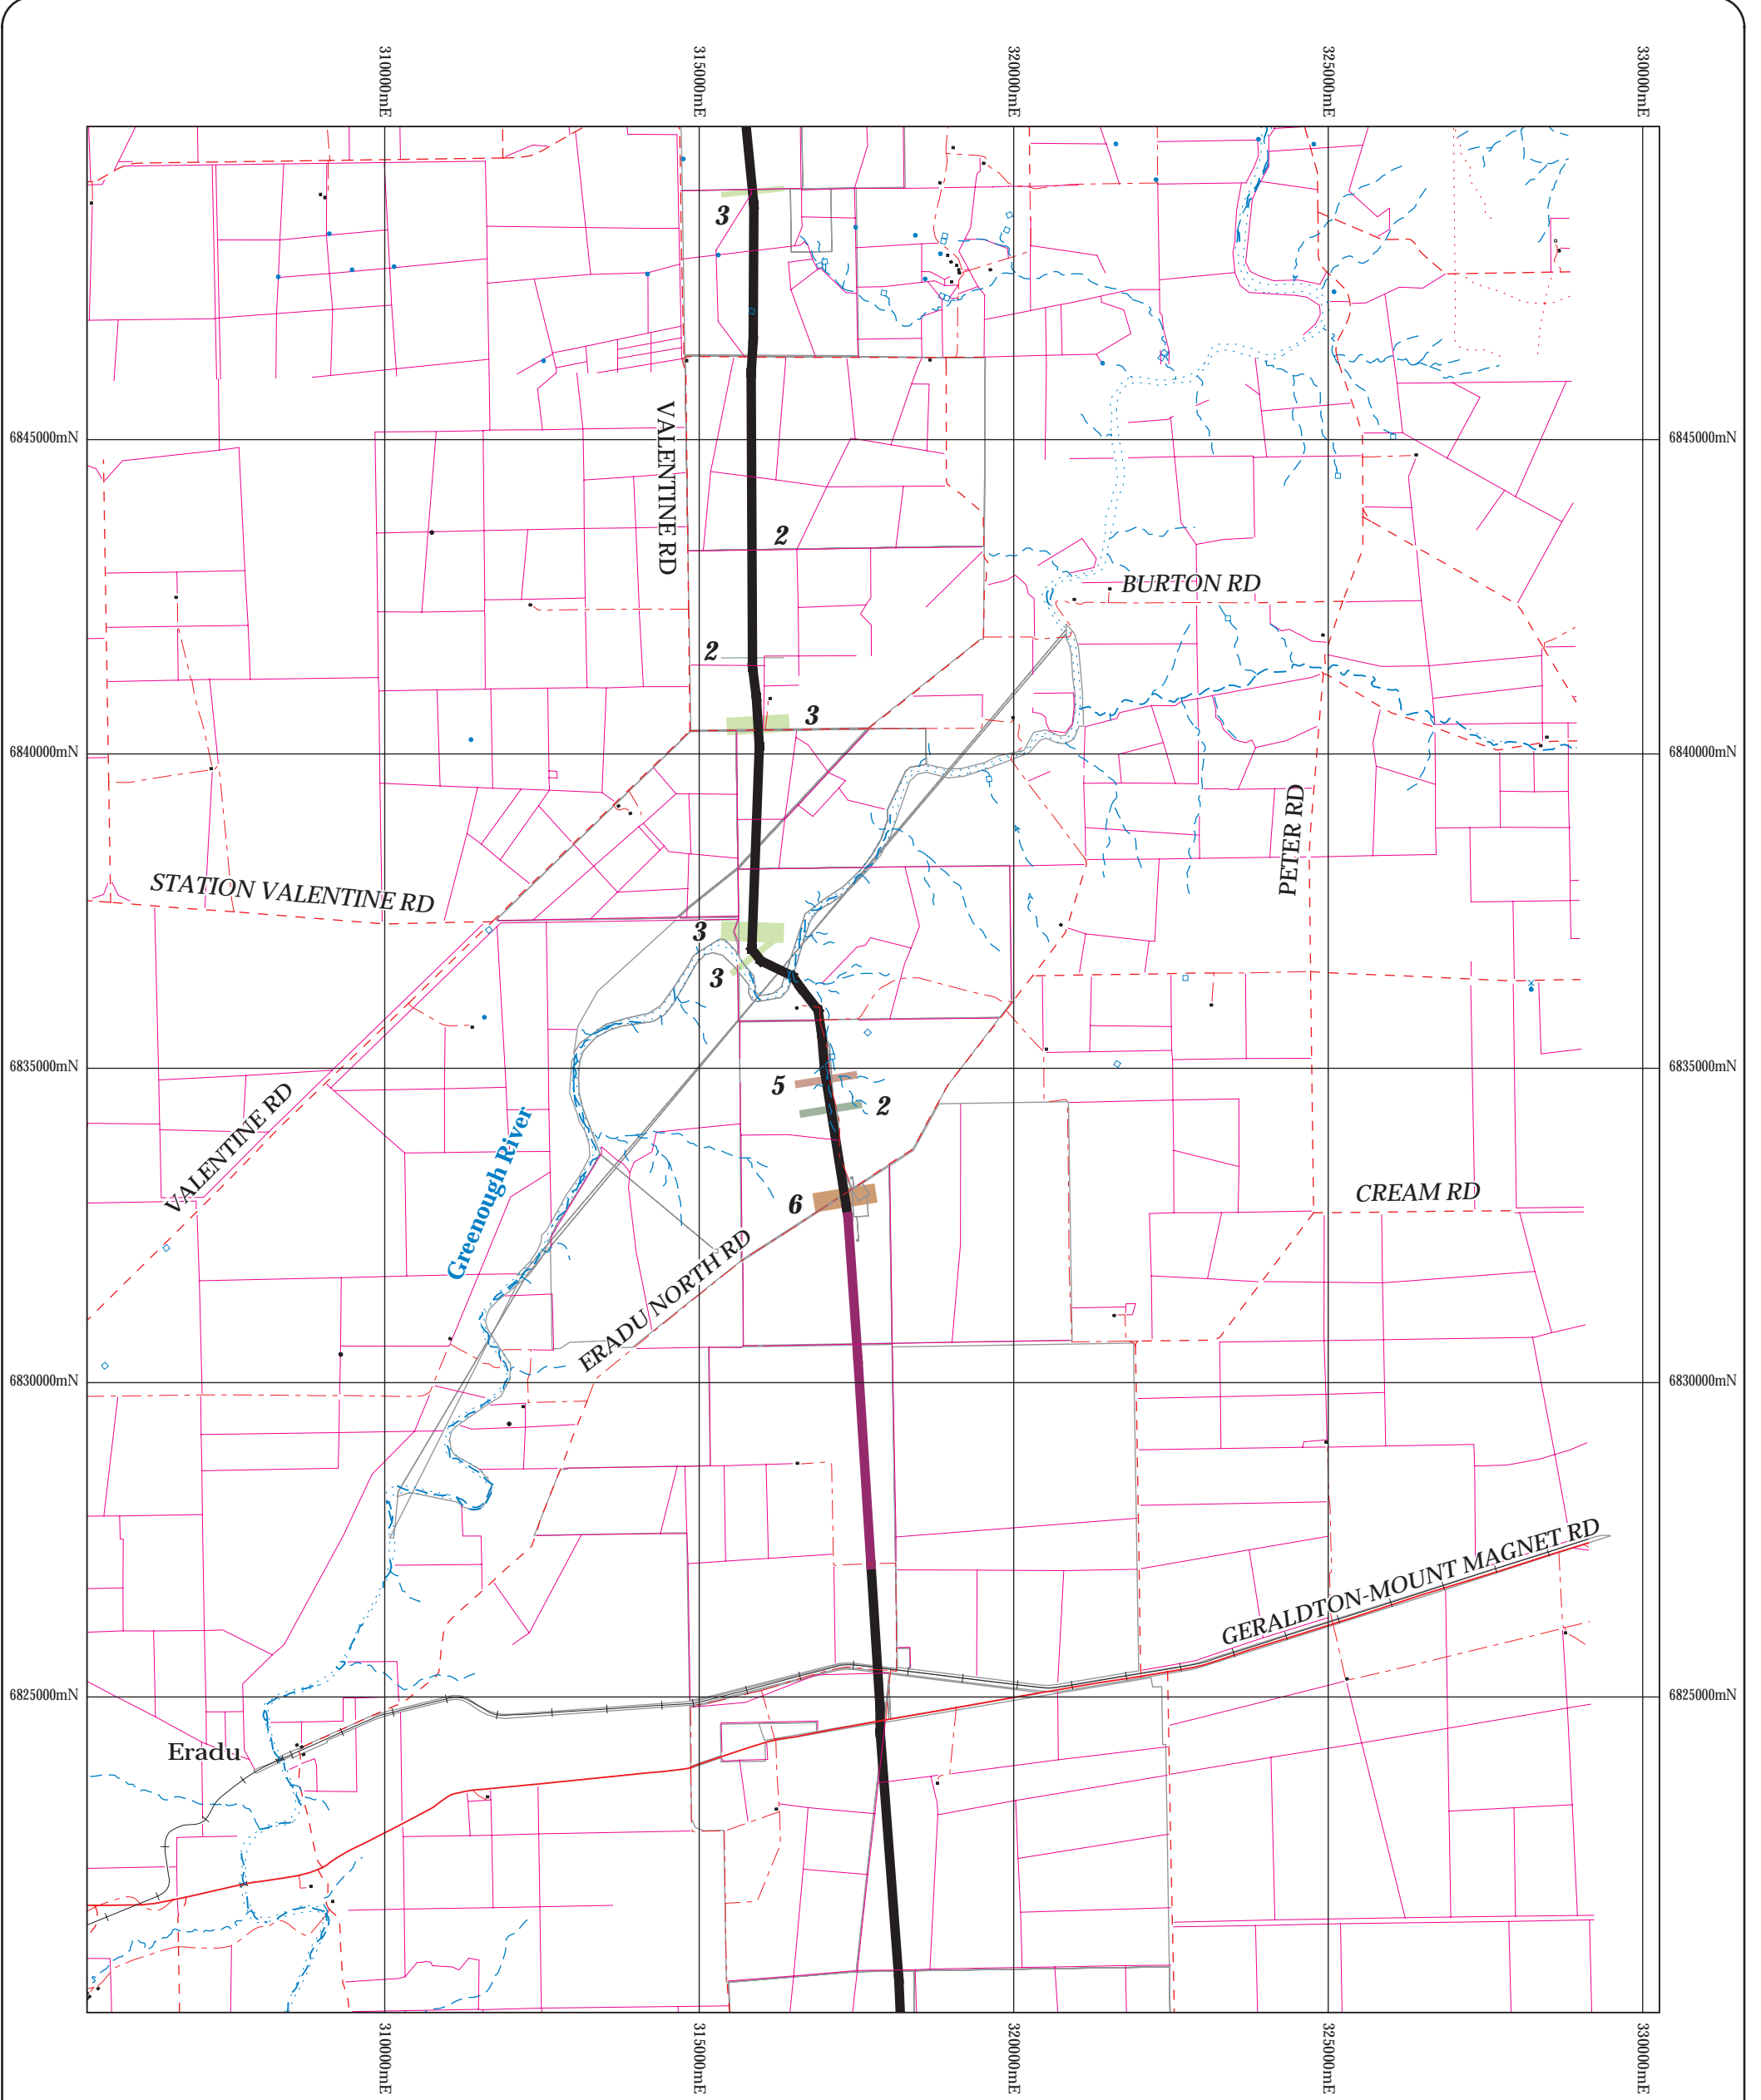 310000mE 315000mE 320000mE 325000mE 330000mE
3
6845000mN 6845000mN
VALENTINE RD
2
BURTON RD
2
3
6840000mN 6840000mN
PETER RD
STATION VALENTINE RD
3
3
6835000mN 6835000mN
5
2
VALENTINE RD
Greenough River
6
CREAM RD
ERADU NORTH RD
6830000mN 6830000mN
GERALDTON-MOUNT MAGNET RD
6825000mN 6825000mN
Eradu
310000mE 315000mE 320000mE 325000mE 330000mE